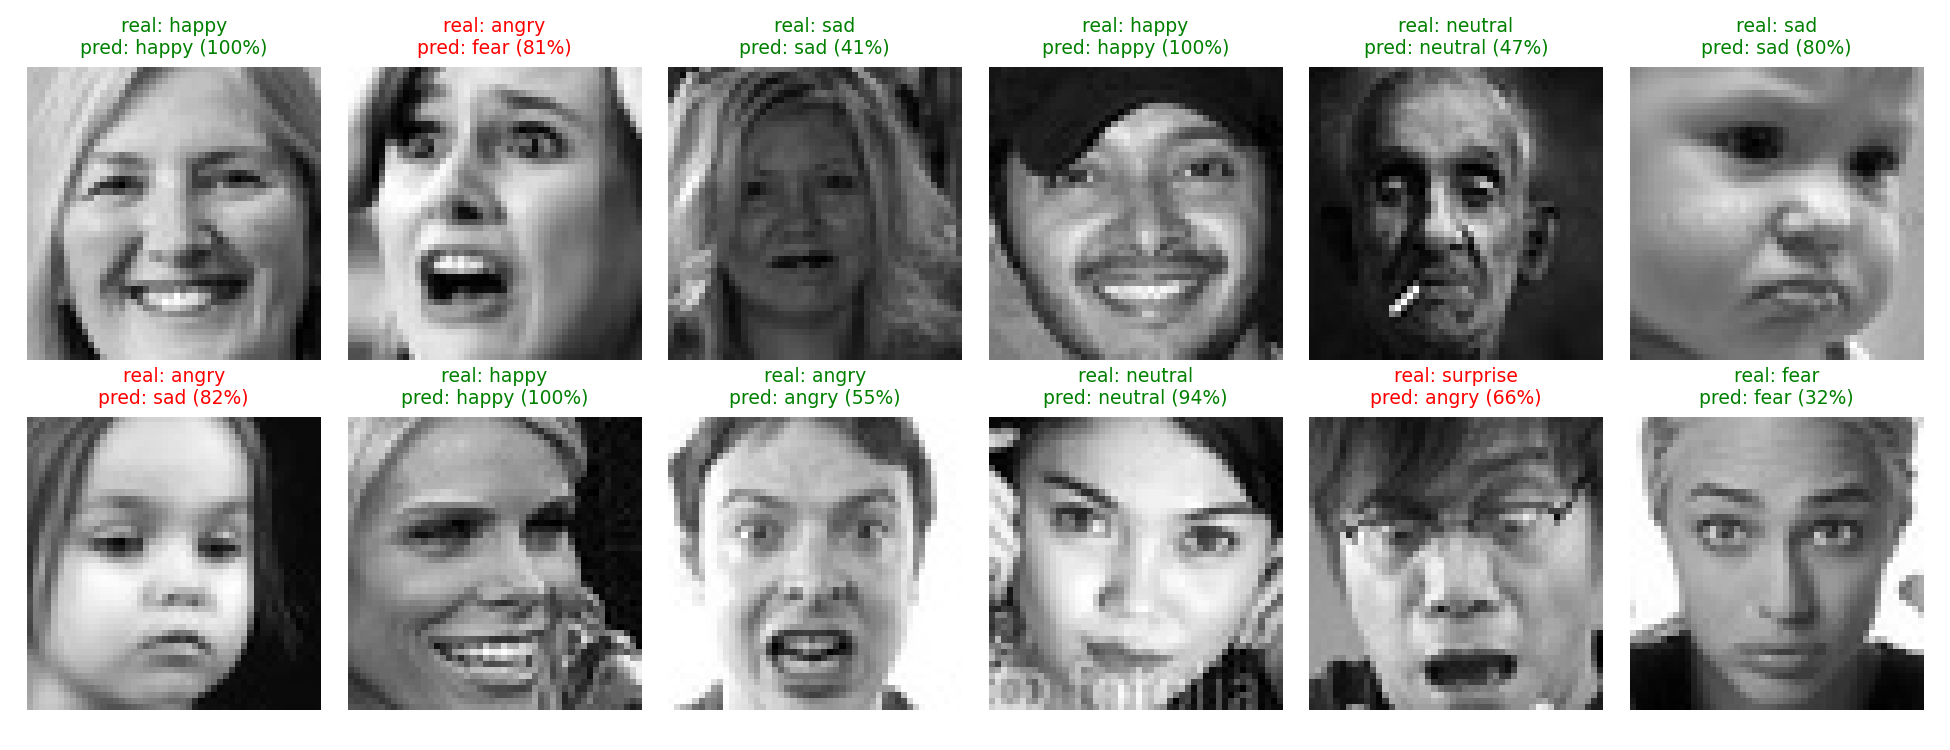 real: happy
pred: happy (100%)
real: angry
pred: fear (81%)
real: sad
pred: sad (41%)
real: happy
pred: happy (100%)
real: neutral
pred: neutral (47%)
real: sad
pred: sad (80%)
real: angry
pred: sad (82%)
real: happy
pred: happy (100%)
real: angry
pred: angry (55%)
real: neutral
pred: neutral (94%)
real: surprise
pred: angry (66%)
real: fear
pred: fear (32%)